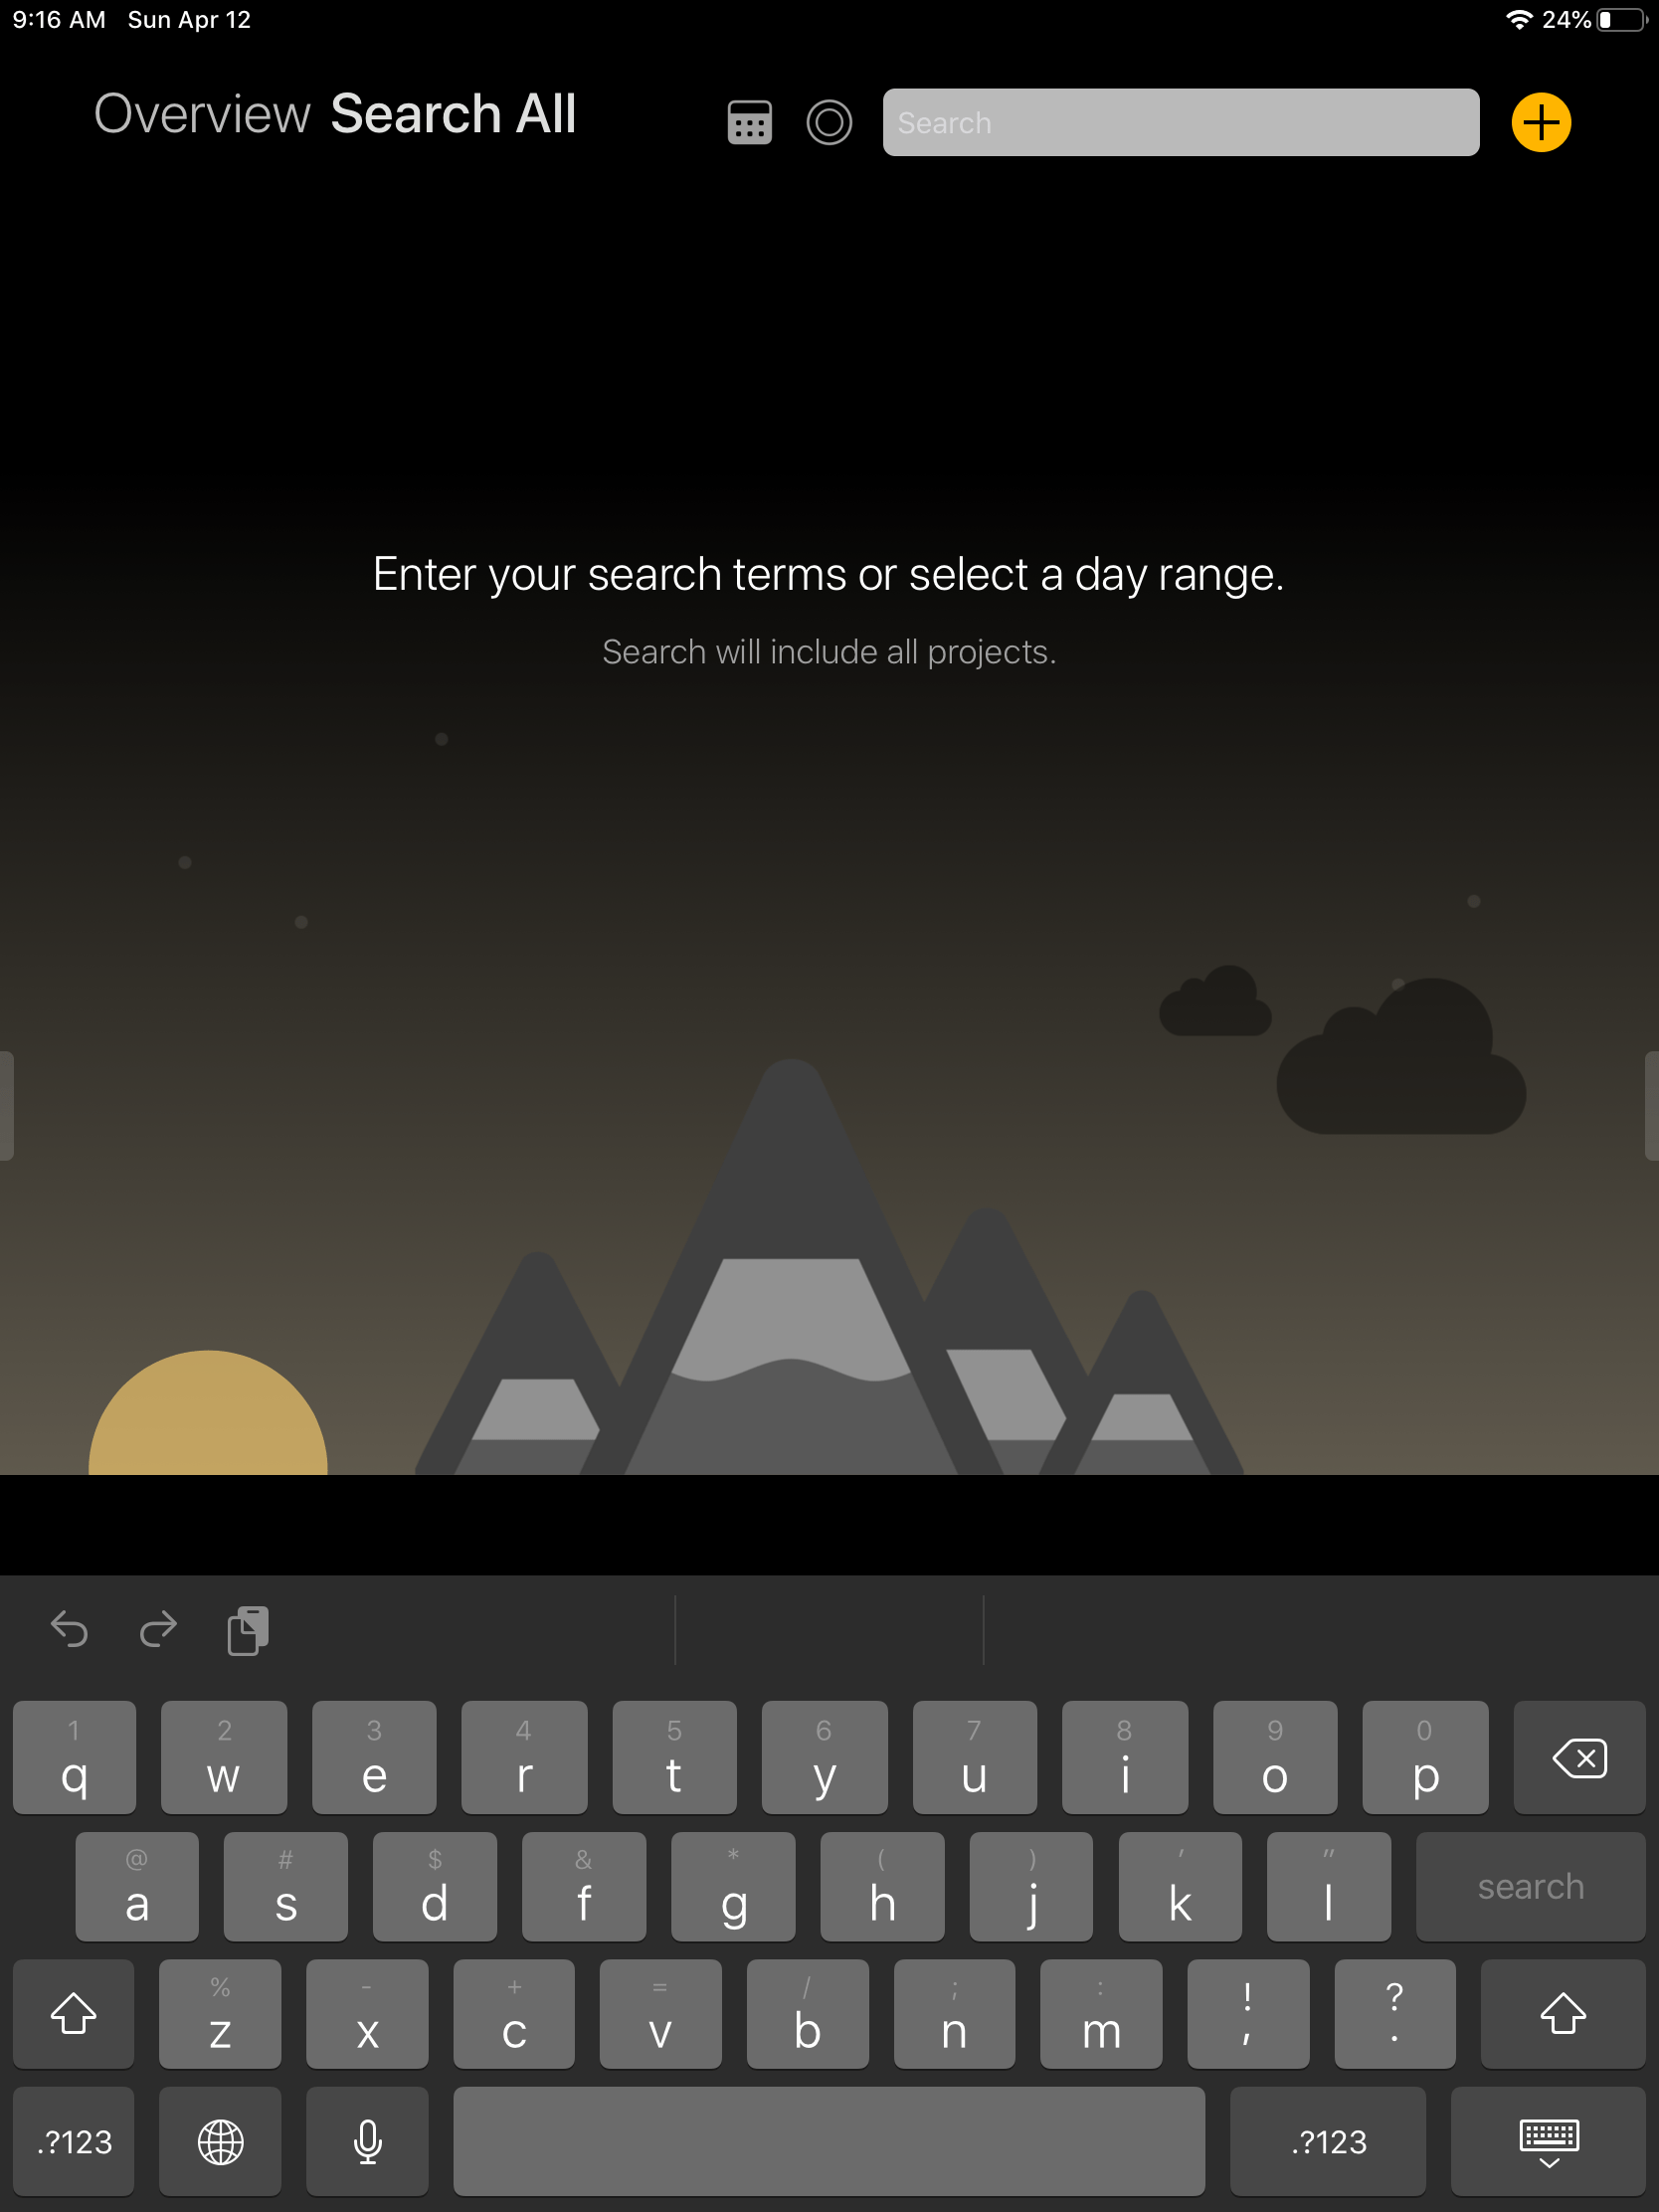 9:16 AM Sun Apr 12 24%
Overview Search All Search
Enter your search terms or select a day range.
Search will include all projects.
1 2 3 4 5 6 7 8 9 0
q w e r t y u i o p
@ # $ & * ( ) ' "
a s d f g h j k l search
% - + = / ; : ! ?
z x c v b n m , .
.?123 .?123